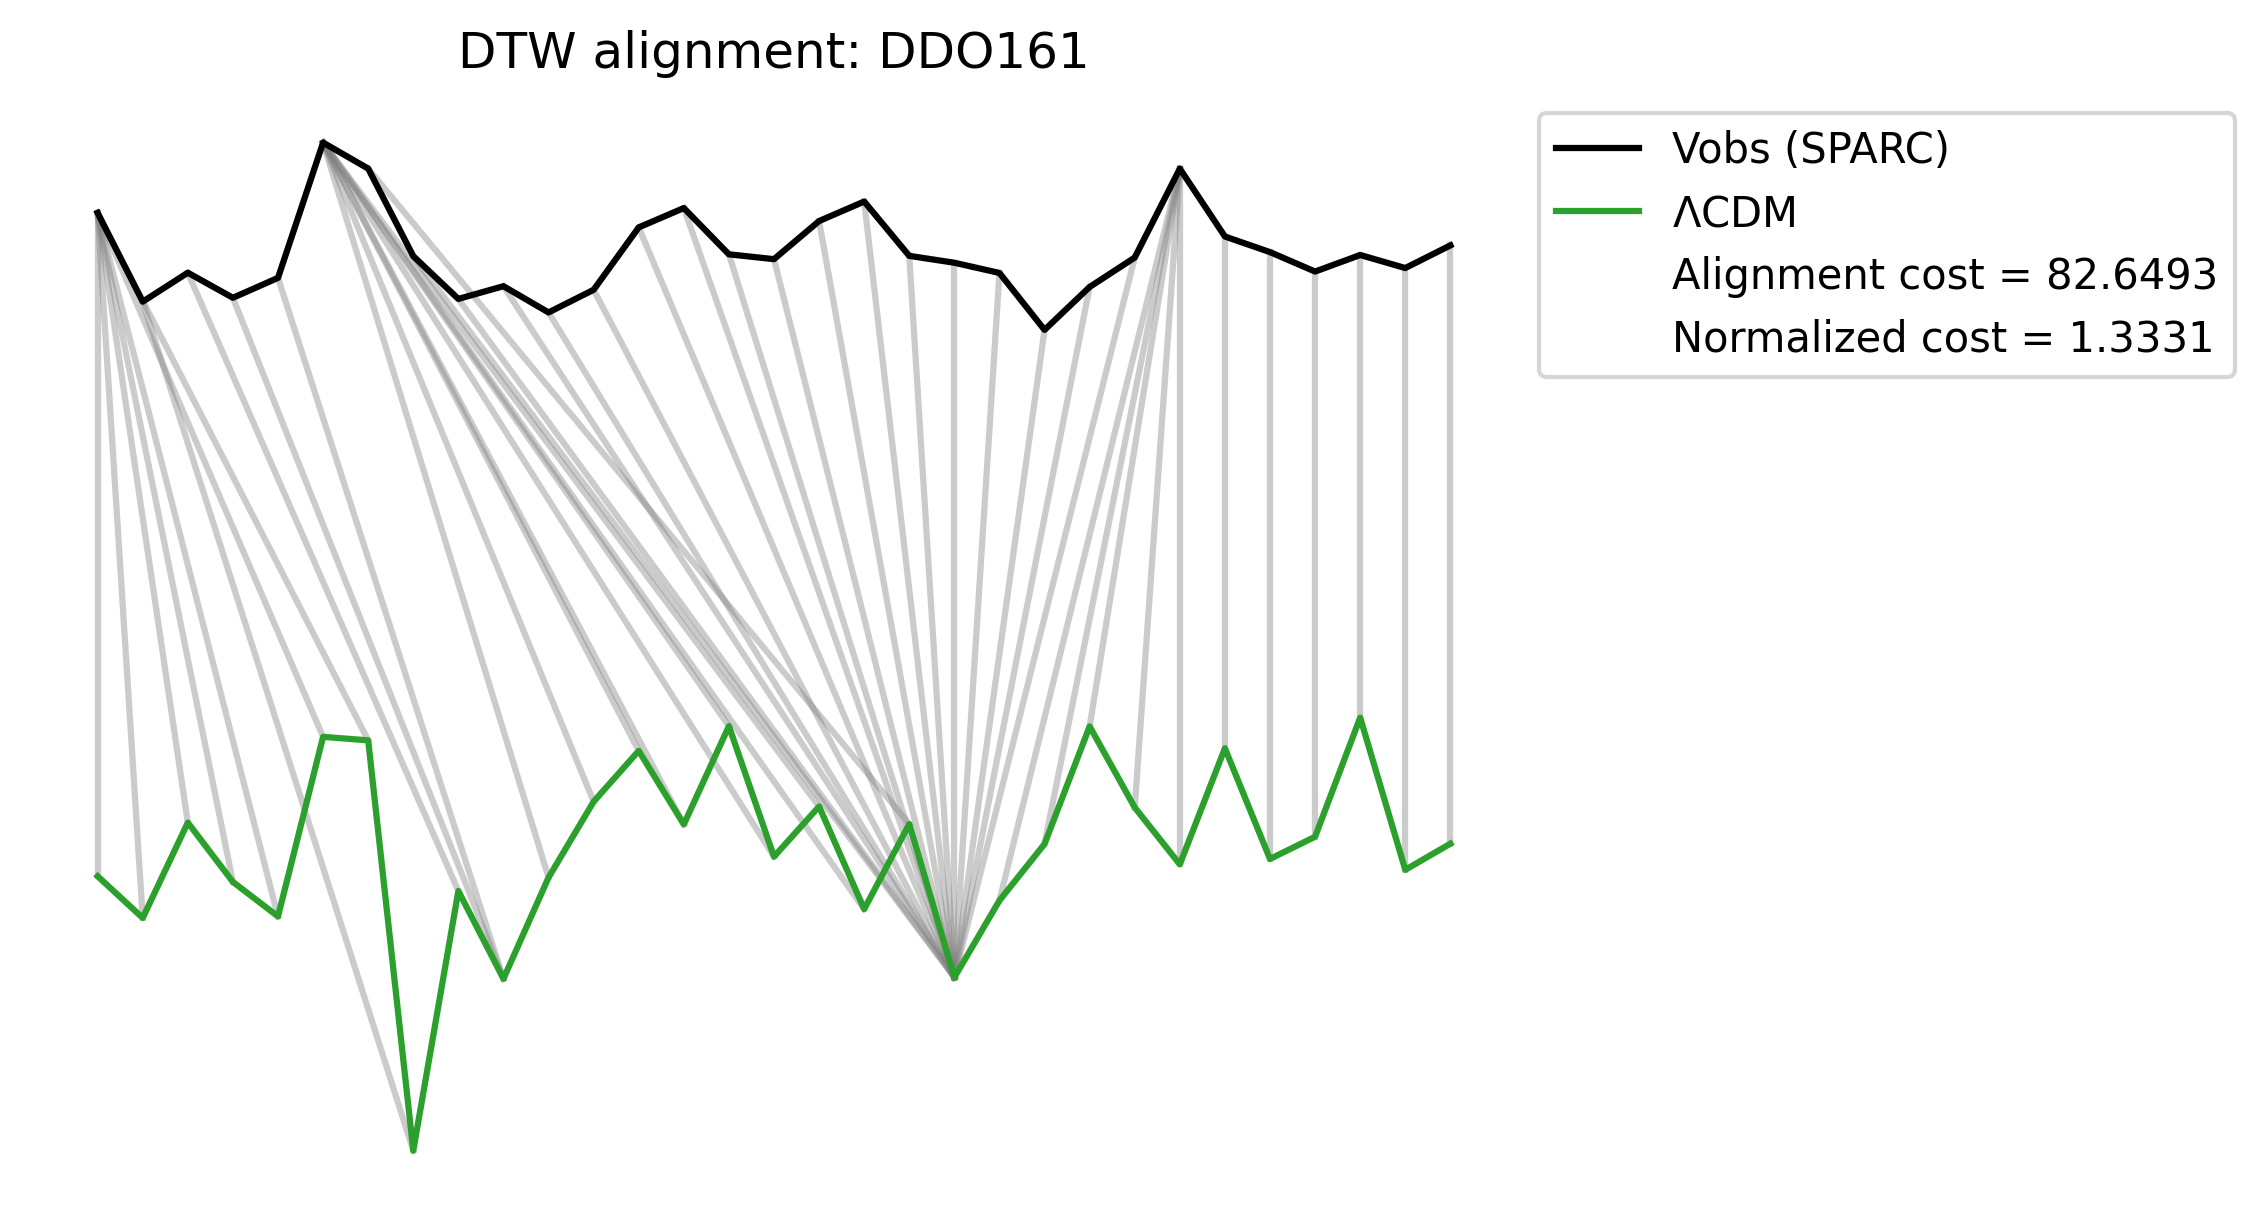 DTW alignment: DDO161
Vobs (SPARC)
ΛCDM
Alignment cost = 82.6493
Normalized cost = 1.3331